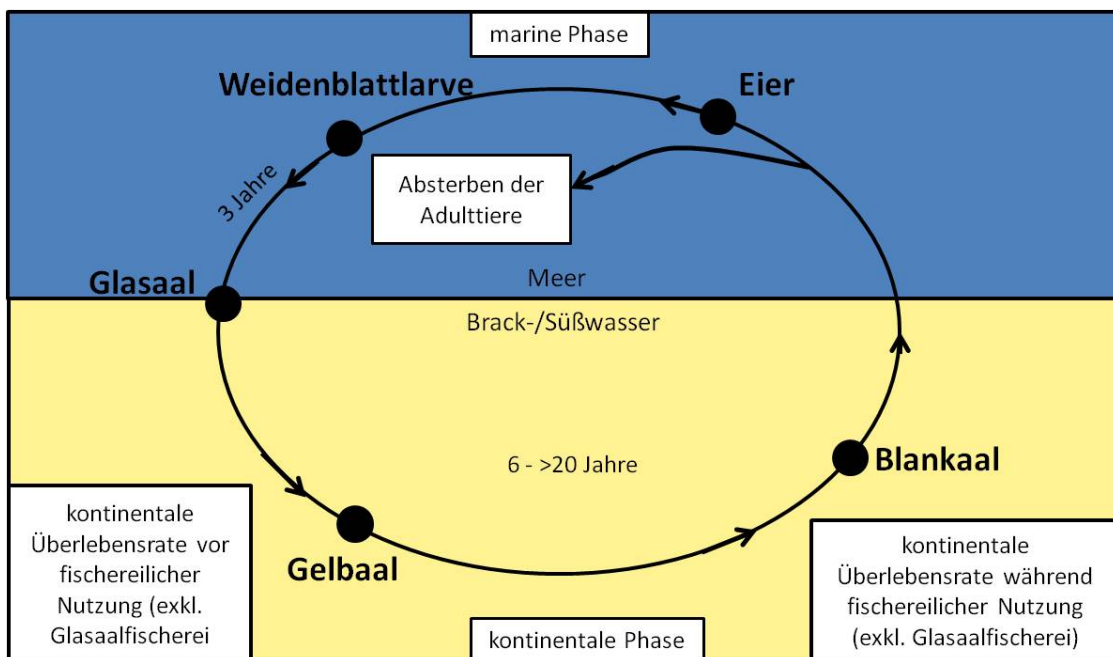 marine Phase
Weidenblattlarve
Eier
Absterben der
Adulttiere
3 Jahre
Glasaal
Meer
Brack-/Süßwasser
6 - >20 Jahre
Blankaal
Gelbaal
kontinentale
Überlebensrate vor
fischereilicher
Nutzung (exkl.
Glasaalfischerei
kontinentale
Überlebensrate während
fischereilicher Nutzung
(exkl. Glasaalfischerei)
kontinentale Phase